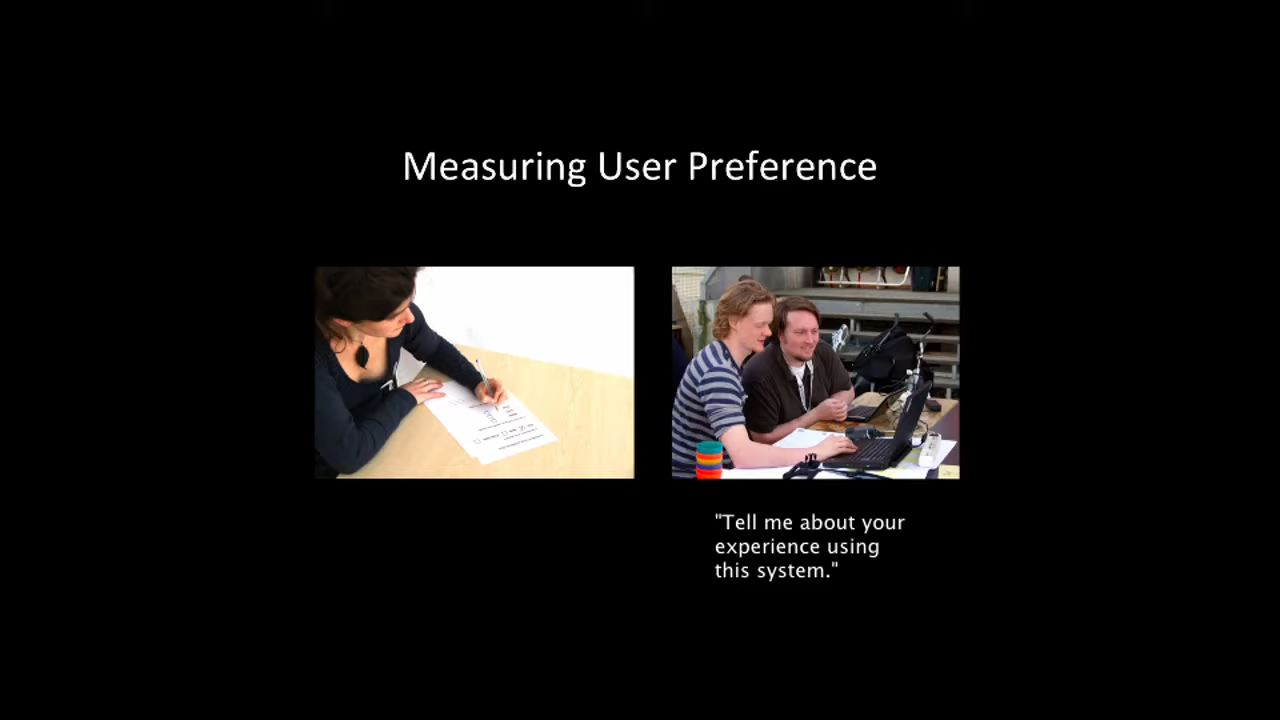 Measuring User Preference
"Tell me about your
experience using
this system."